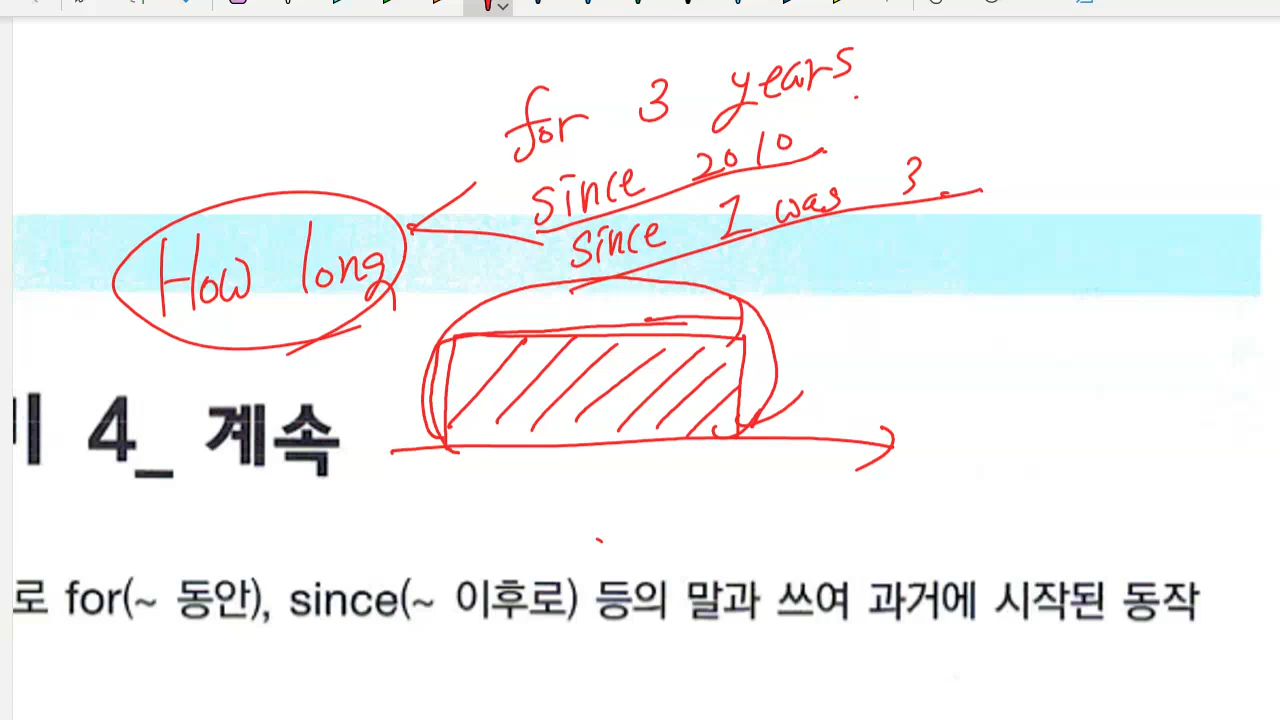 for 3 years.
since 2010.
since I was 3.
How long
4_ 계속
로 for(~ 동안), since(~ 이후로) 등의 말과 쓰여 과거에 시작된 동작